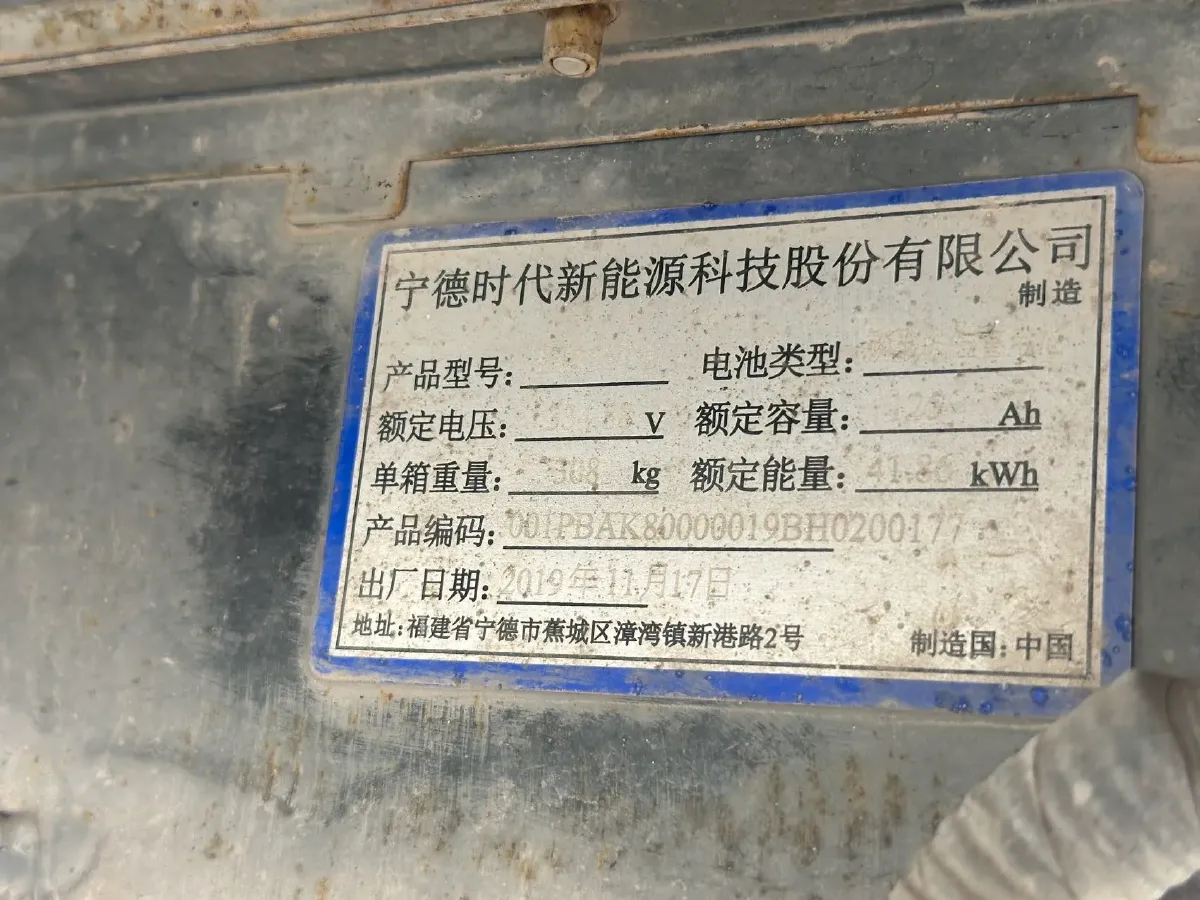 宁德时代新能源科技股份有限公司
制造
产品型号: 电池类型:
额定电压: V 额定容量: Ah
单箱重量: 308 kg 额定能量: kWh
产品编码: 001PBAK80000019BH0200177
出厂日期: 2019年11月17日
地址:福建省宁德市蕉城区漳湾镇新港路2号 制造国:中国